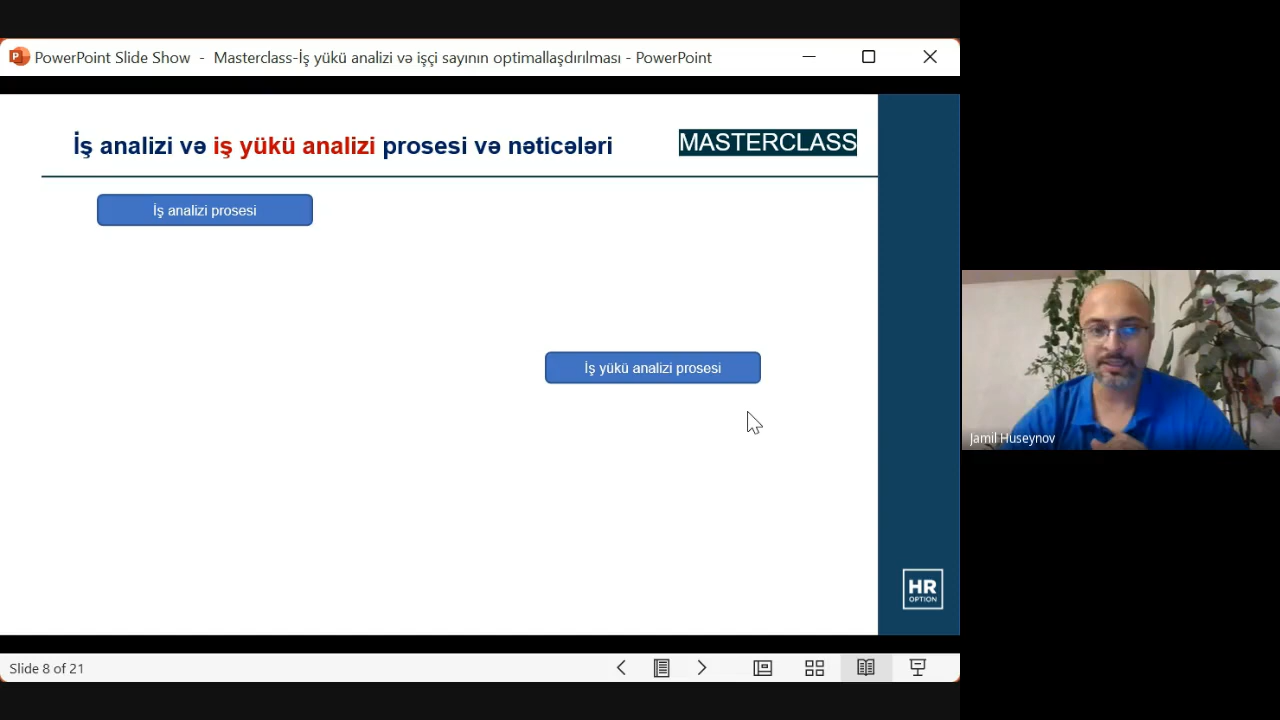 PowerPoint Slide Show - Masterclass-İş yükü analizi və işçi sayının optimallaşdırılması - PowerPoint
İş analizi və iş yükü analizi prosesi və nəticələri
MASTERCLASS
İş analizi prosesi
İş yükü analizi prosesi
Jamil Huseynov
HR
OPTION
Slide 8 of 21